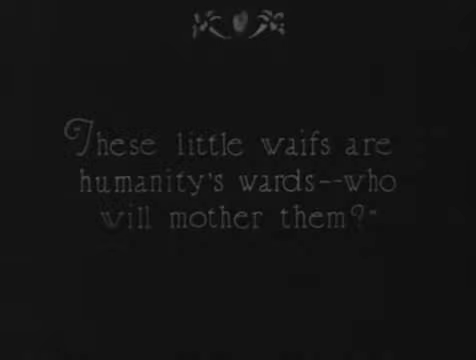 These little waifs are
humanity's wards--who
will mother them?"